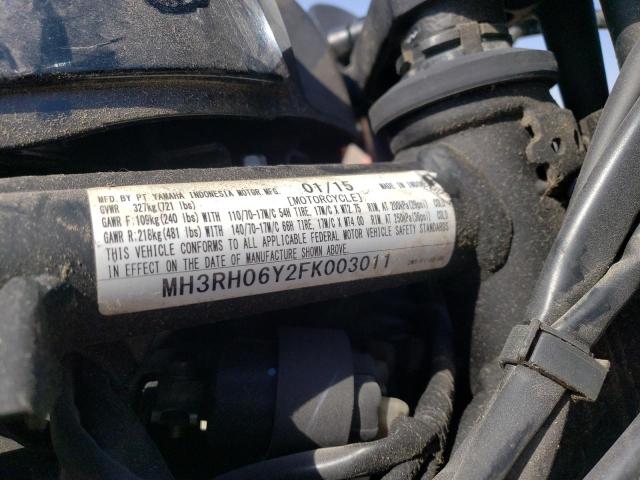 MFD. BY PT YAMAHA INDONESIA MOTOR MFG 01/15 MADE IN
GVWR 327kg(721 lbs) [MOTORCYCLE]
GAWR F:109kg(240 lbs) WITH 110/70-17M/C 54H TIRE, 17M/C X MT2.75 RIM AT 200kPa(29psi) COLD
GAWR R:218kg(481 lbs) WITH 140/70-17M/C 66H TIRE, 17M/C X MT4.00 RIM AT 250kPa(36psi) COLD
THIS VEHICLE CONFORMS TO ALL APPLICABLE FEDERAL MOTOR VEHICLE SAFETY STANDARDS
IN EFFECT ON THE DATE OF MANUFACTURE SHOWN ABOVE.
MH3RH06Y2FK003011